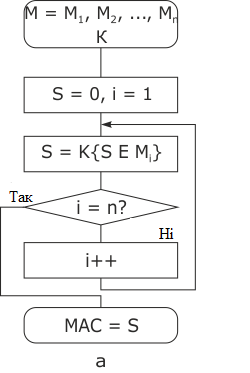 M = M₁, M₂, ..., Mₙ
K
S = 0, i = 1
S = K{S E Mᵢ}
Так
i = n?
Ні
i++
MAC = S
а